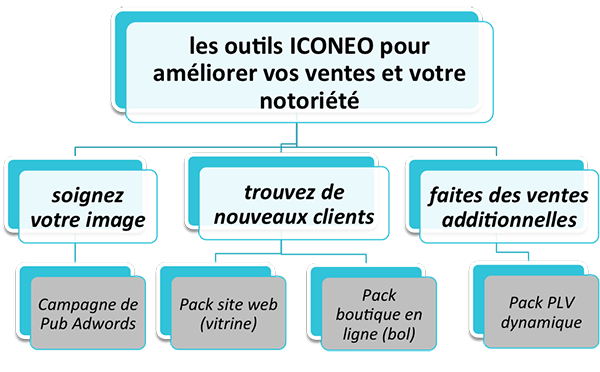 les outils ICONEO pour
améliorer vos ventes et votre
notoriété
soignez
votre image
trouvez de
nouveaux clients
faites des ventes
additionnelles
Campagne de
Pub Adwords
Pack site web
(vitrine)
Pack
boutique en
ligne (bol)
Pack PLV
dynamique